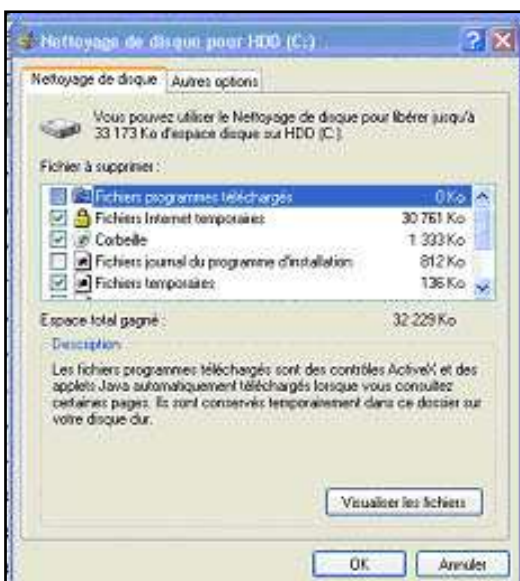 Nettoyage de disque pour HDD (C:)
Nettoyage de disque
Autres options
Vous pouvez utiliser le Nettoyage de disque pour libérer jusqu'à
33 173 Ko d'espace disque sur HDD (C:).
Fichier à supprimer :
Fichiers programmes téléchargés 0 Ko
Fichiers Internet temporaires 30 761 Ko
Corbeille 1 333 Ko
Fichiers journal du programme d'installation 812 Ko
Fichiers temporaires 136 Ko
Espace total gagné : 32 229 Ko
Description
Les fichiers programmes téléchargés sont des contrôles ActiveX et des
applets Java automatiquement téléchargés lorsque vous consultez
certaines pages. Ils sont conservés temporairement dans ce dossier sur
votre disque dur.
Visualiser les fichiers
OK
Annuler